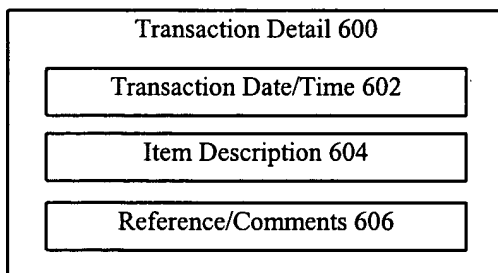 Transaction Detail 600
Transaction Date/Time 602
Item Description 604
Reference/Comments 606